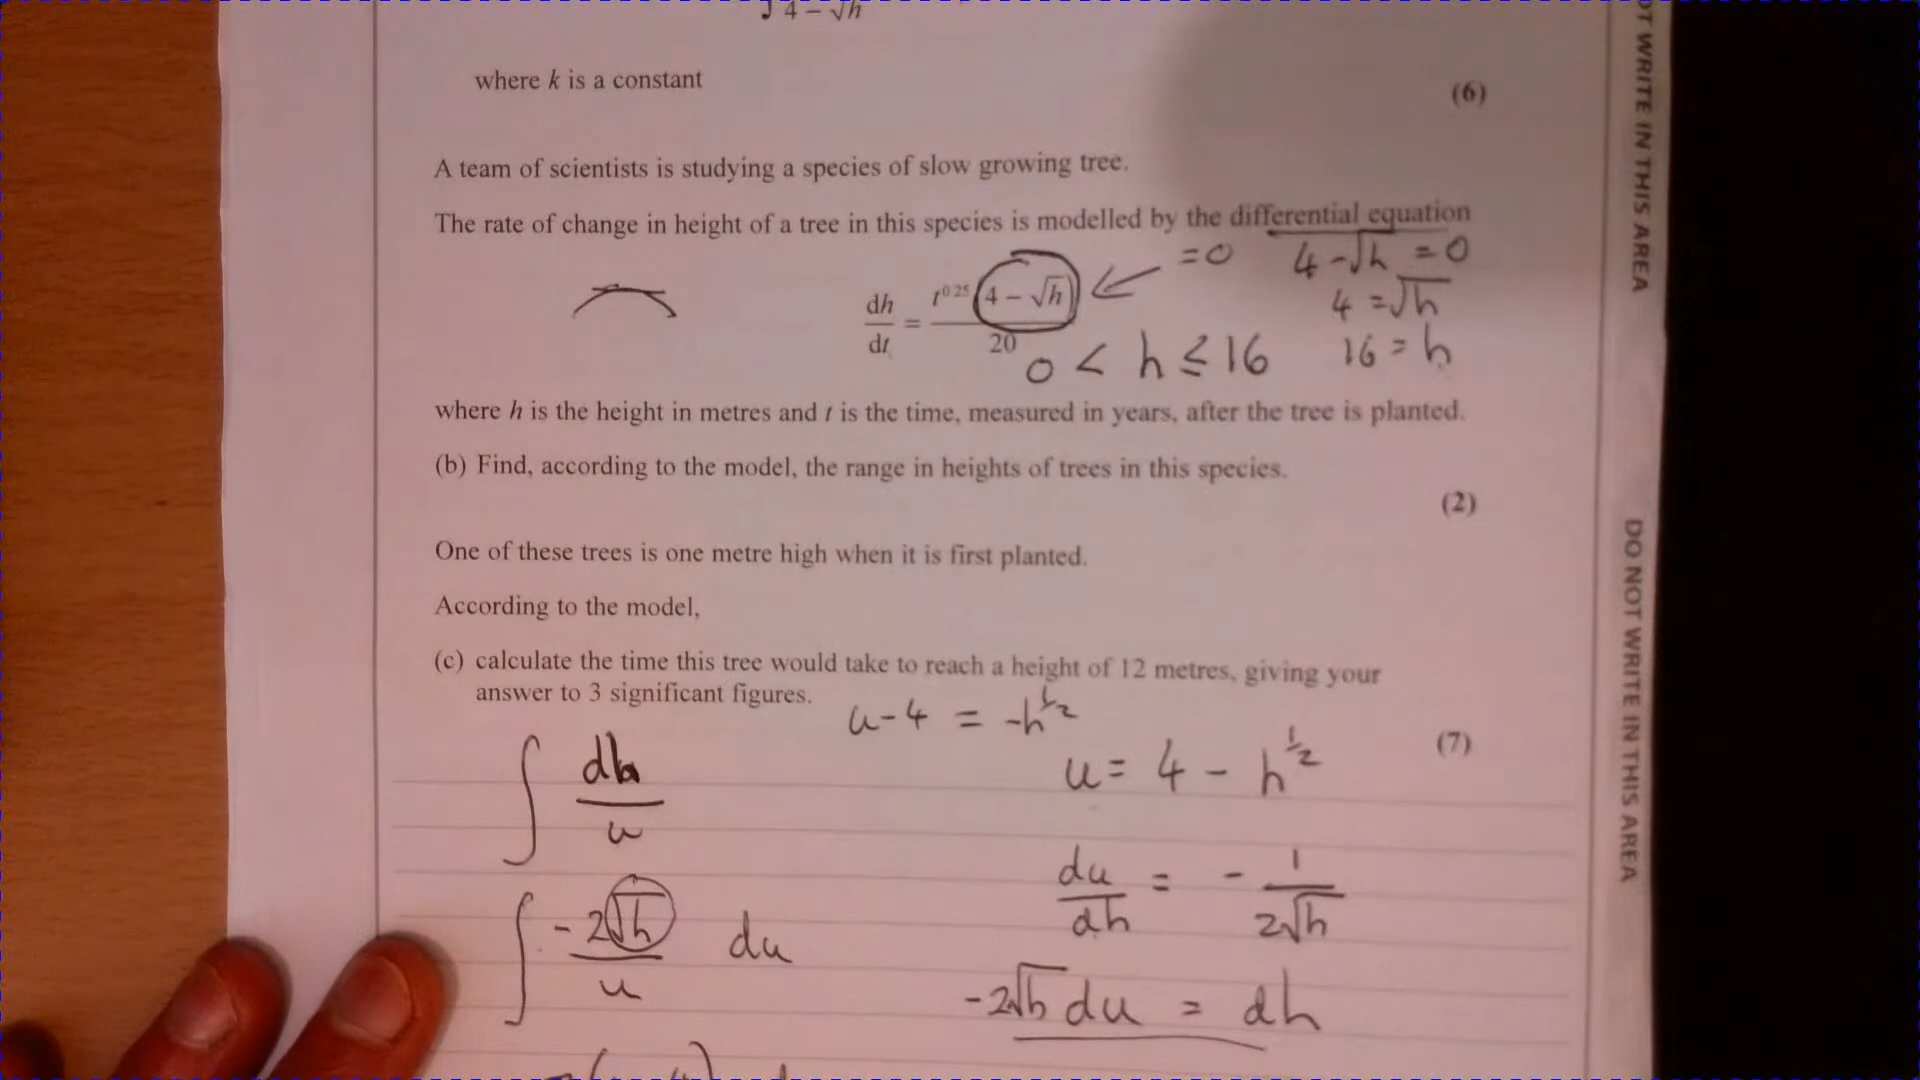 4 − √h
where k is a constant
(6)
A team of scientists is studying a species of slow growing tree.
The rate of change in height of a tree in this species is modelled by the differential equation
dh/dt = t^0.25(4 − √h)/20
= 0
4 − √h = 0
4 = √h
16 = h
0 < h ≤ 16
where h is the height in metres and t is the time, measured in years, after the tree is planted.
(b) Find, according to the model, the range in heights of trees in this species.
(2)
One of these trees is one metre high when it is first planted.
According to the model,
(c) calculate the time this tree would take to reach a height of 12 metres, giving your
answer to 3 significant figures.
(7)
u − 4 = −h^½
u = 4 − h^½
∫ dh/u
du/dh = − 1/2√h
∫ −2√h/u du
−2√h du = dh
OT WRITE IN THIS AREA
DO NOT WRITE IN THIS AREA